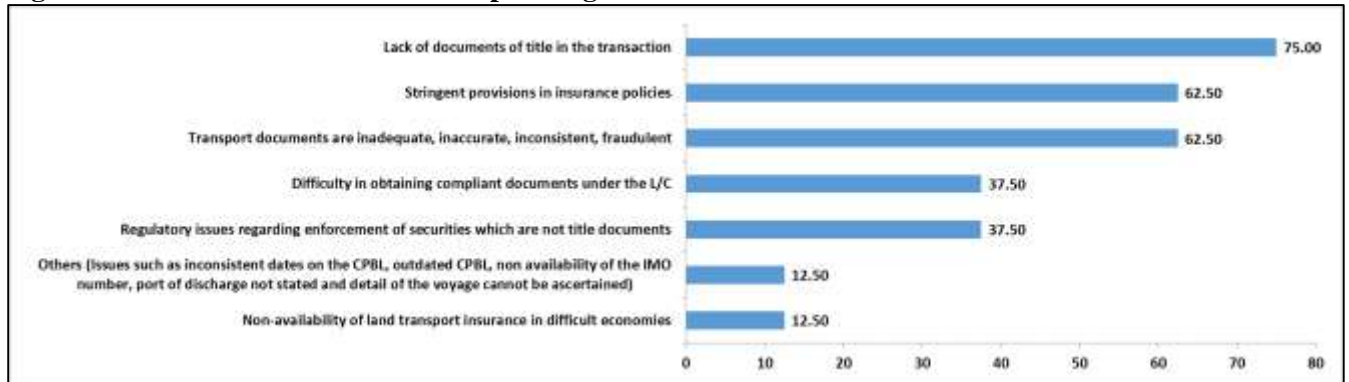 Lack of documents of title in the transaction
75.00
Stringent provisions in insurance policies
62.50
Transport documents are inadequate, inaccurate, inconsistent, fraudulent
62.50
Difficulty in obtaining compliant documents under the L/C
37.50
Regulatory issues regarding enforcement of securities which are not title documents
37.50
Others (Issues such as inconsistent dates on the CPBL, outdated CPBL, non availability of the IMO
number, port of discharge not stated and detail of the voyage cannot be ascertained)
12.50
Non-availability of land transport insurance in difficult economies
12.50
0 10 20 30 40 50 60 70 80